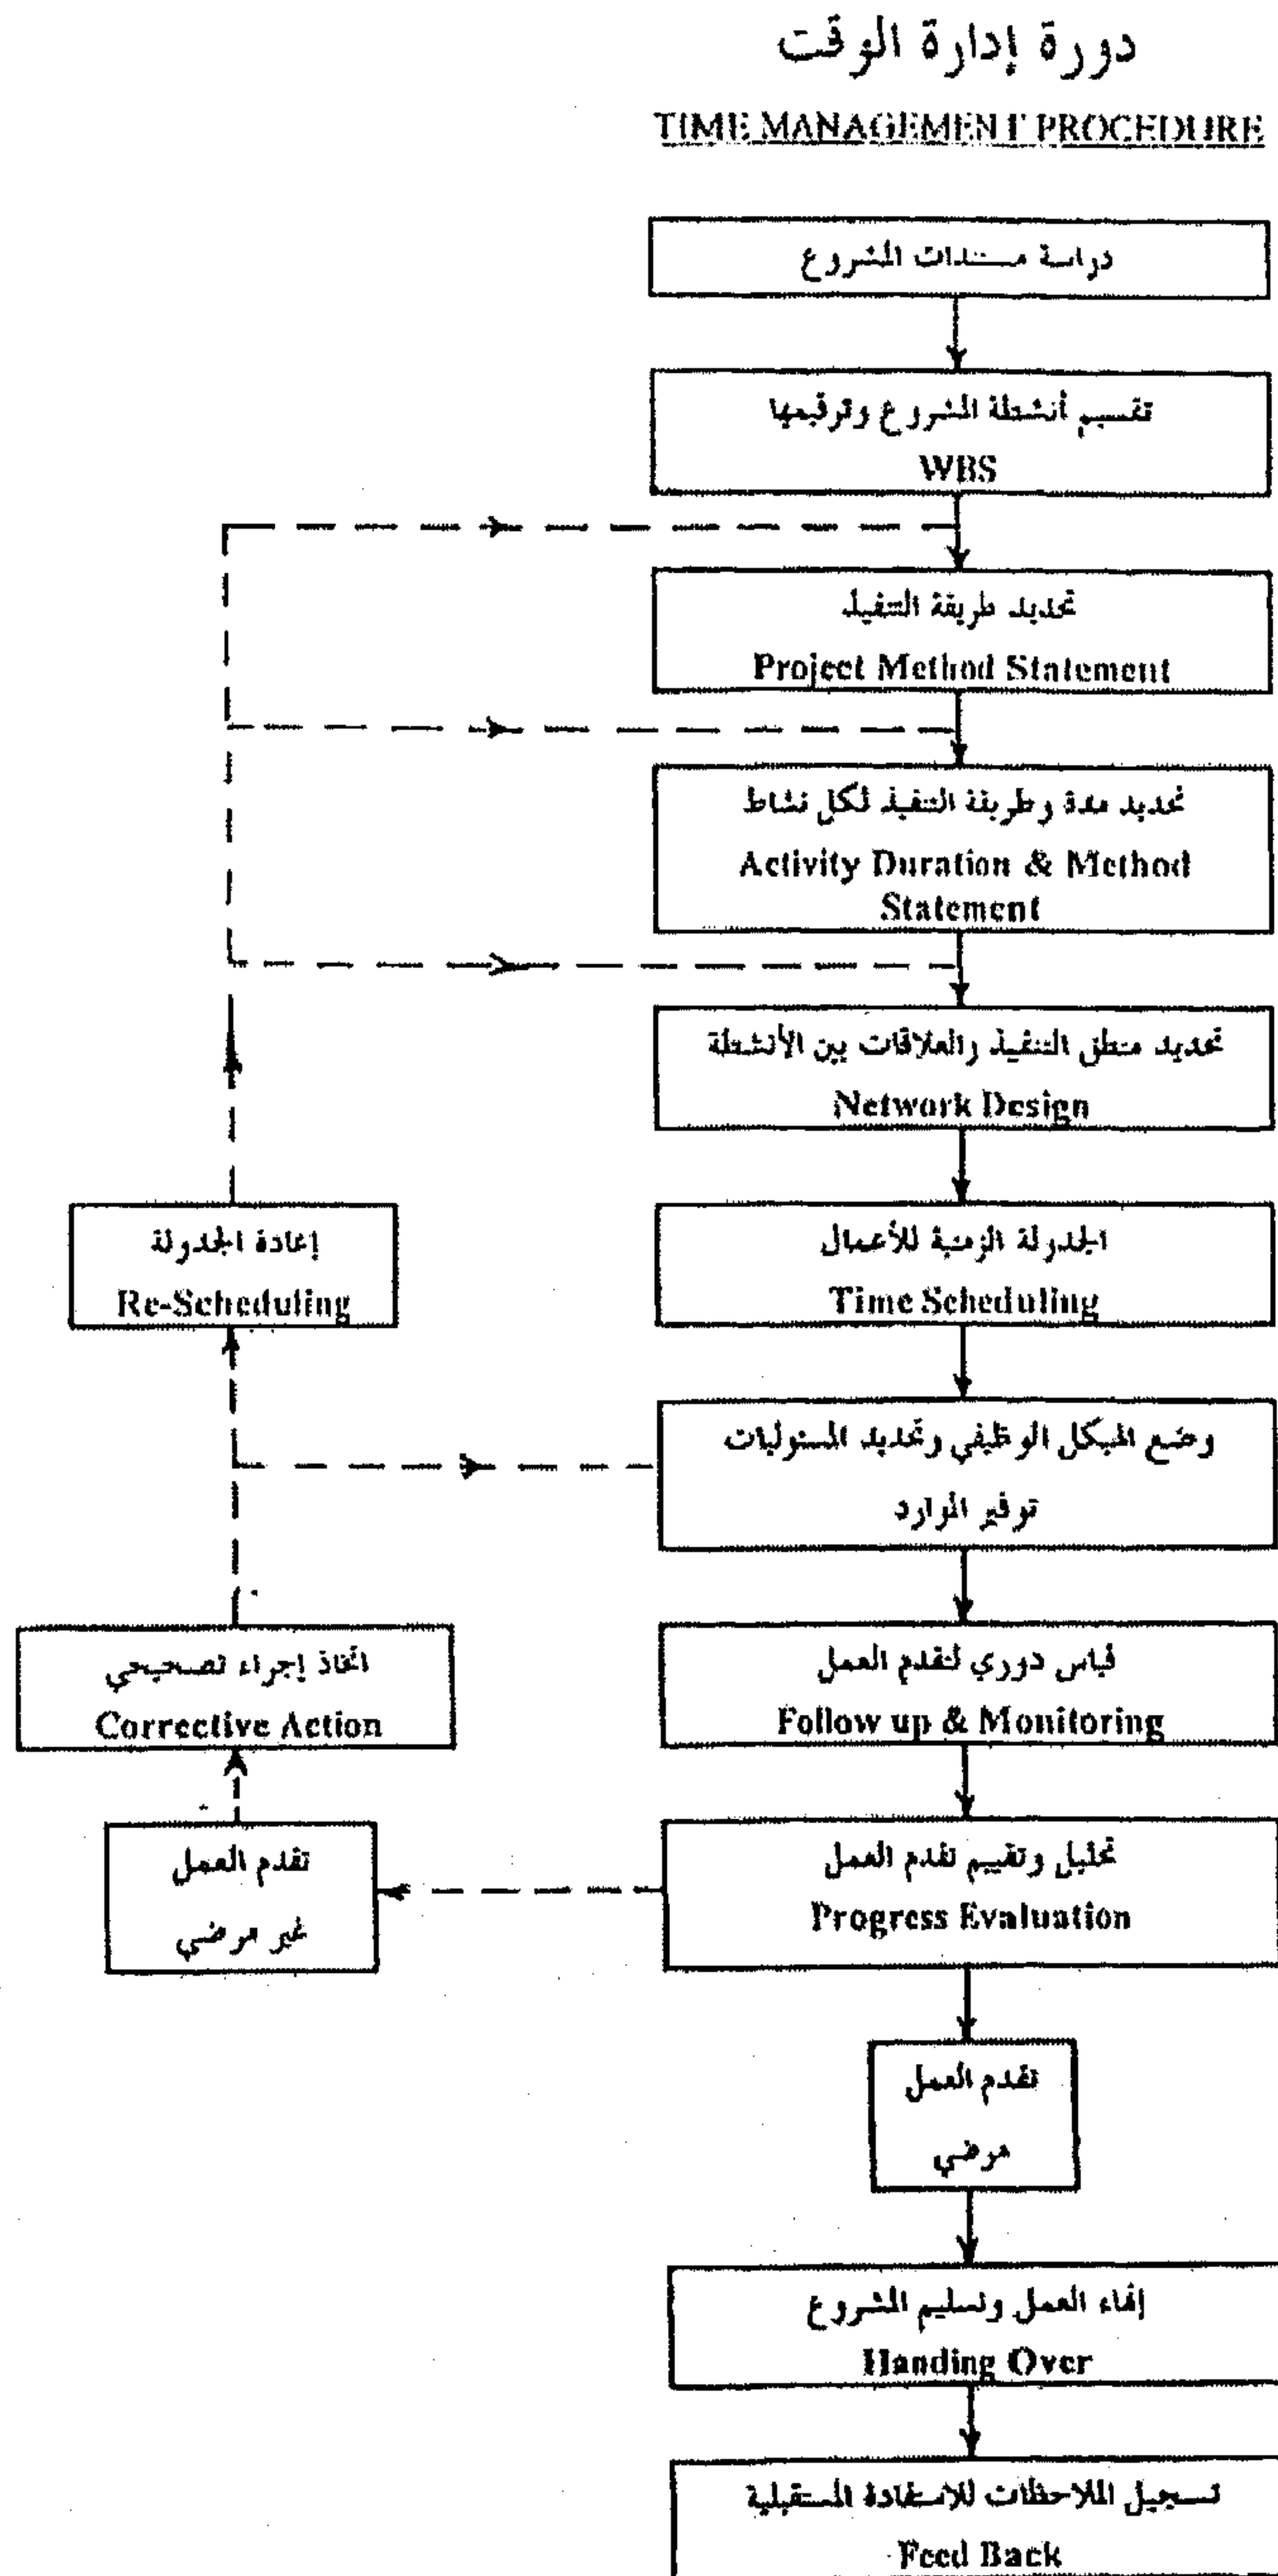 دورة إدارة الوقت
TIME MANAGEMENT PROCEDURE
دراسة مستندات المشروع
تقسيم أنشطة المشروع وترقيمها
WBS
تحديد طريقة التنفيذ
Project Method Statement
تحديد مدة وطريقة التنفيذ لكل نشاط
Activity Duration & Method
Statement
تحديد منطق التنفيذ والعلاقات بين الأنشطة
Network Design
الجدولة الزمنية للأعمال
Time Scheduling
إعادة الجدولة
Re-Scheduling
وضع الهيكل الوظيفي وتحديد المسئوليات
توفير الموارد
قياس دوري لتقدم العمل
Follow up & Monitoring
اتخاذ إجراء تصحيحي
Corrective Action
تحليل وتقييم تقدم العمل
Progress Evaluation
تقدم العمل
غير مرضي
تقدم العمل
مرضي
إنهاء العمل وتسليم المشروع
Handing Over
تسجيل الملاحظات للاستفادة المستقبلية
Feed Back